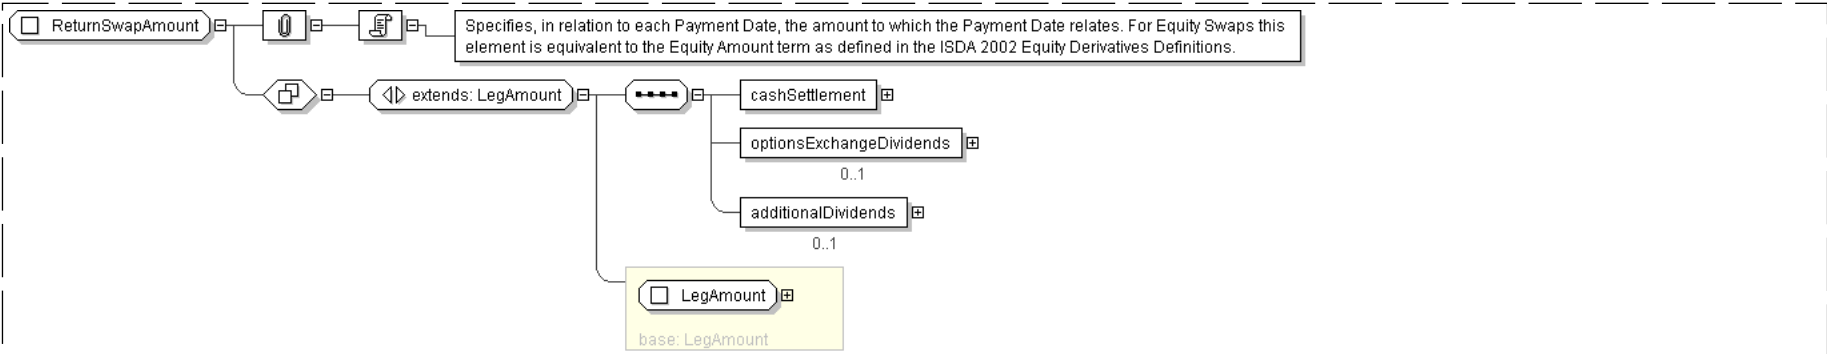 ReturnSwapAmount
Specifies, in relation to each Payment Date, the amount to which the Payment Date relates. For Equity Swaps this
element is equivalent to the Equity Amount term as defined in the ISDA 2002 Equity Derivatives Definitions.
extends: LegAmount
cashSettlement
optionsExchangeDividends
0..1
additionalDividends
0..1
LegAmount
base: LegAmount